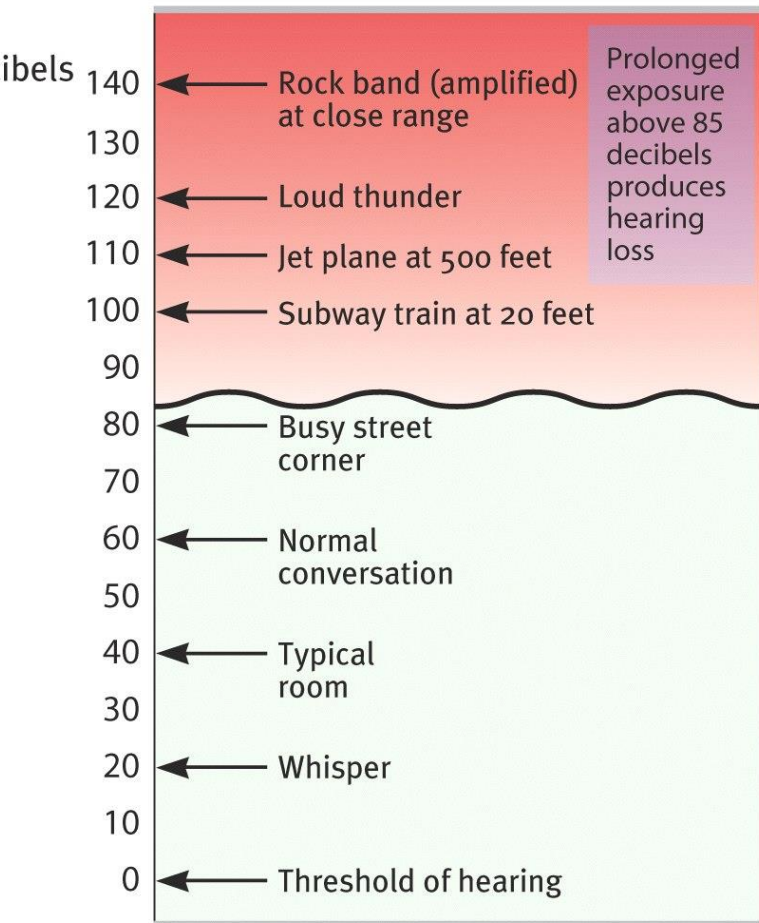 ibels
140
Rock band (amplified)
at close range
Prolonged
exposure
above 85
decibels
produces
hearing
loss
130
120
Loud thunder
110
Jet plane at 500 feet
100
Subway train at 20 feet
90
80
Busy street
corner
70
60
Normal
conversation
50
40
Typical
room
30
20
Whisper
10
0
Threshold of hearing